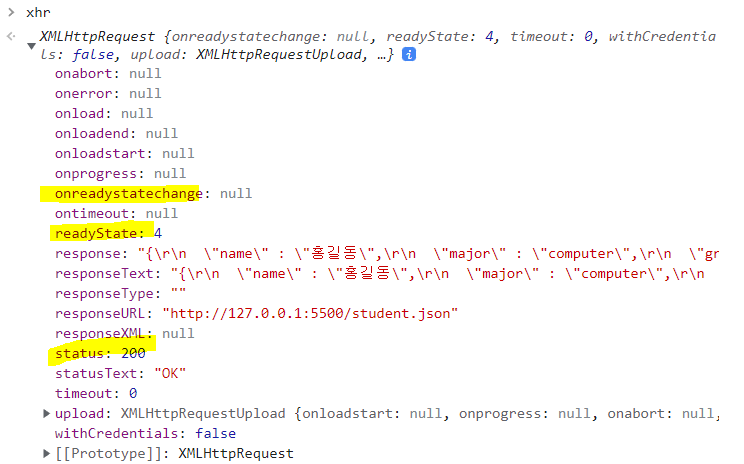 > xhr
XMLHttpRequest {onreadystatechange: null, readyState: 4, timeout: 0, withCredentia
ls: false, upload: XMLHttpRequestUpload, …} i
onabort: null
onerror: null
onload: null
onloadend: null
onloadstart: null
onprogress: null
onreadystatechange: null
ontimeout: null
readyState: 4
response: "{\r\n  \"name\" : \"홍길동\",\r\n  \"major\" : \"computer\",\r\n  \"gr
responseText: "{\r\n  \"name\" : \"홍길동\",\r\n  \"major\" : \"computer\",\r\n
responseType: ""
responseURL: "http://127.0.0.1:5500/student.json"
responseXML: null
status: 200
statusText: "OK"
timeout: 0
upload: XMLHttpRequestUpload {onloadstart: null, onprogress: null, onabort: null,
withCredentials: false
[[Prototype]]: XMLHttpRequest